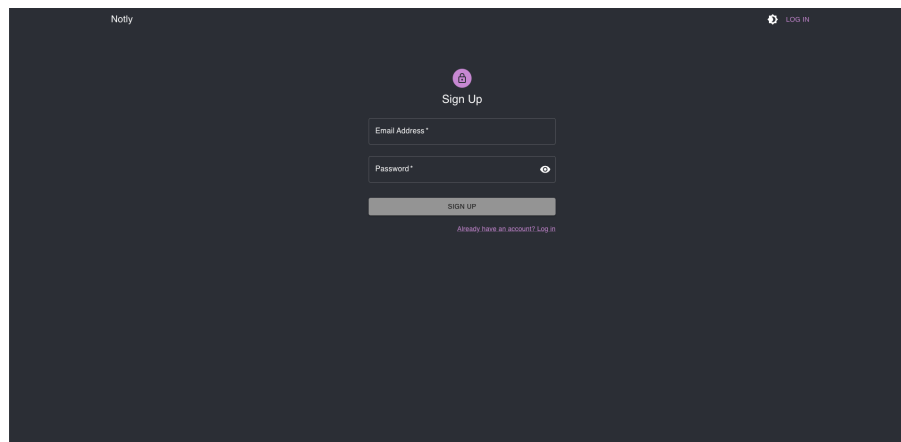 Notly
LOG IN
Sign Up
Email Address *
Password *
SIGN UP
Already have an account? Log in